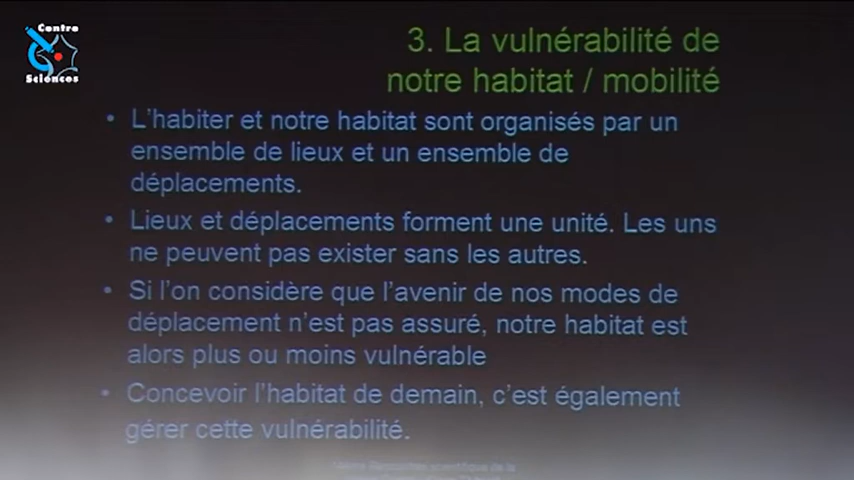 Centre
Sciences
3. La vulnérabilité de
notre habitat / mobilité
• L'habiter et notre habitat sont organisés par un
ensemble de lieux et un ensemble de
déplacements.
• Lieux et déplacements forment une unité. Les uns
ne peuvent pas exister sans les autres.
• Si l'on considère que l'avenir de nos modes de
déplacement n'est pas assuré, notre habitat est
alors plus ou moins vulnérable
• Concevoir l'habitat de demain, c'est également
gérer cette vulnérabilité.